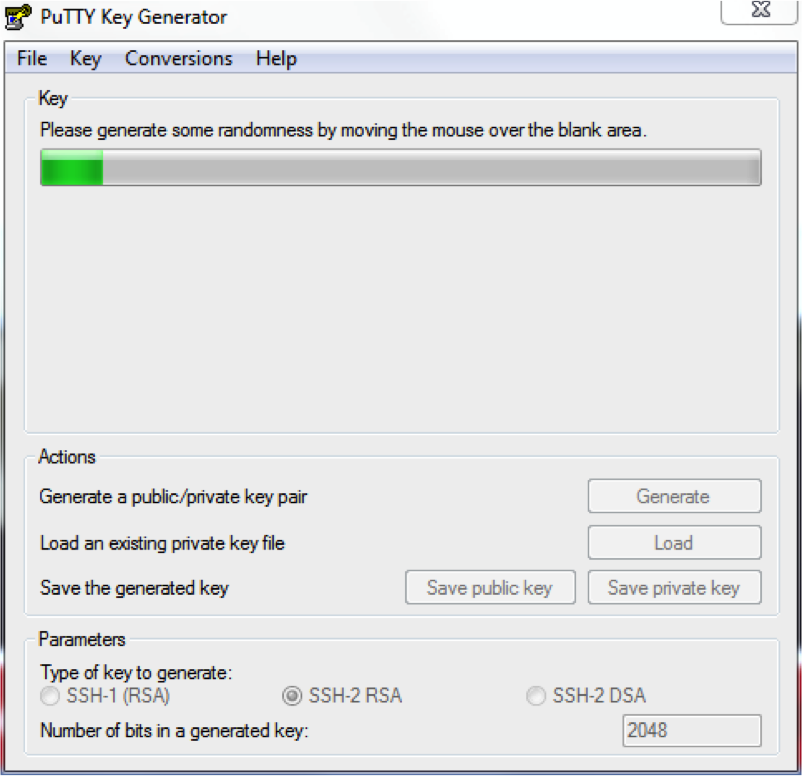 PuTTY Key Generator
File Key Conversions Help
Key
Please generate some randomness by moving the mouse over the blank area.
Actions
Generate a public/private key pair Generate
Load an existing private key file Load
Save the generated key Save public key Save private key
Parameters
Type of key to generate:
SSH-1 (RSA) SSH-2 RSA SSH-2 DSA
Number of bits in a generated key: 2048